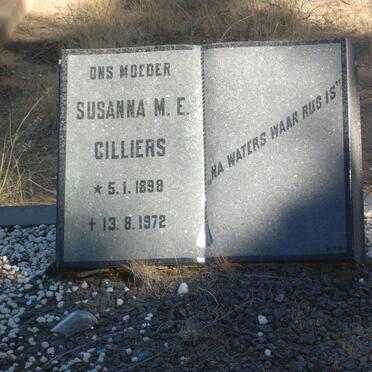 ONS MOEDER
SUSANNA M. E.
CILLIERS
* 5.1.1898
† 13.8.1972
„NA WATERS WAAR RUS IS”